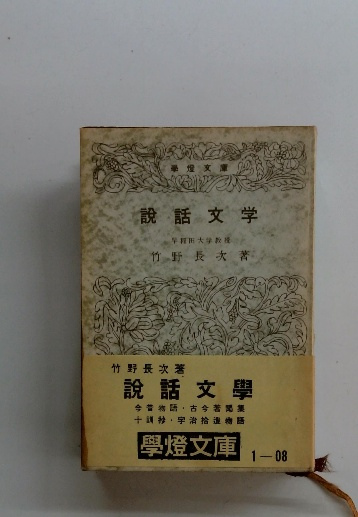 學燈文庫
說話文学
早稲田大学教授
竹野長次著
竹野長次著
說話文學
今昔物語・古今著聞集
十訓抄・宇治拾遺物語
學燈文庫 1—08